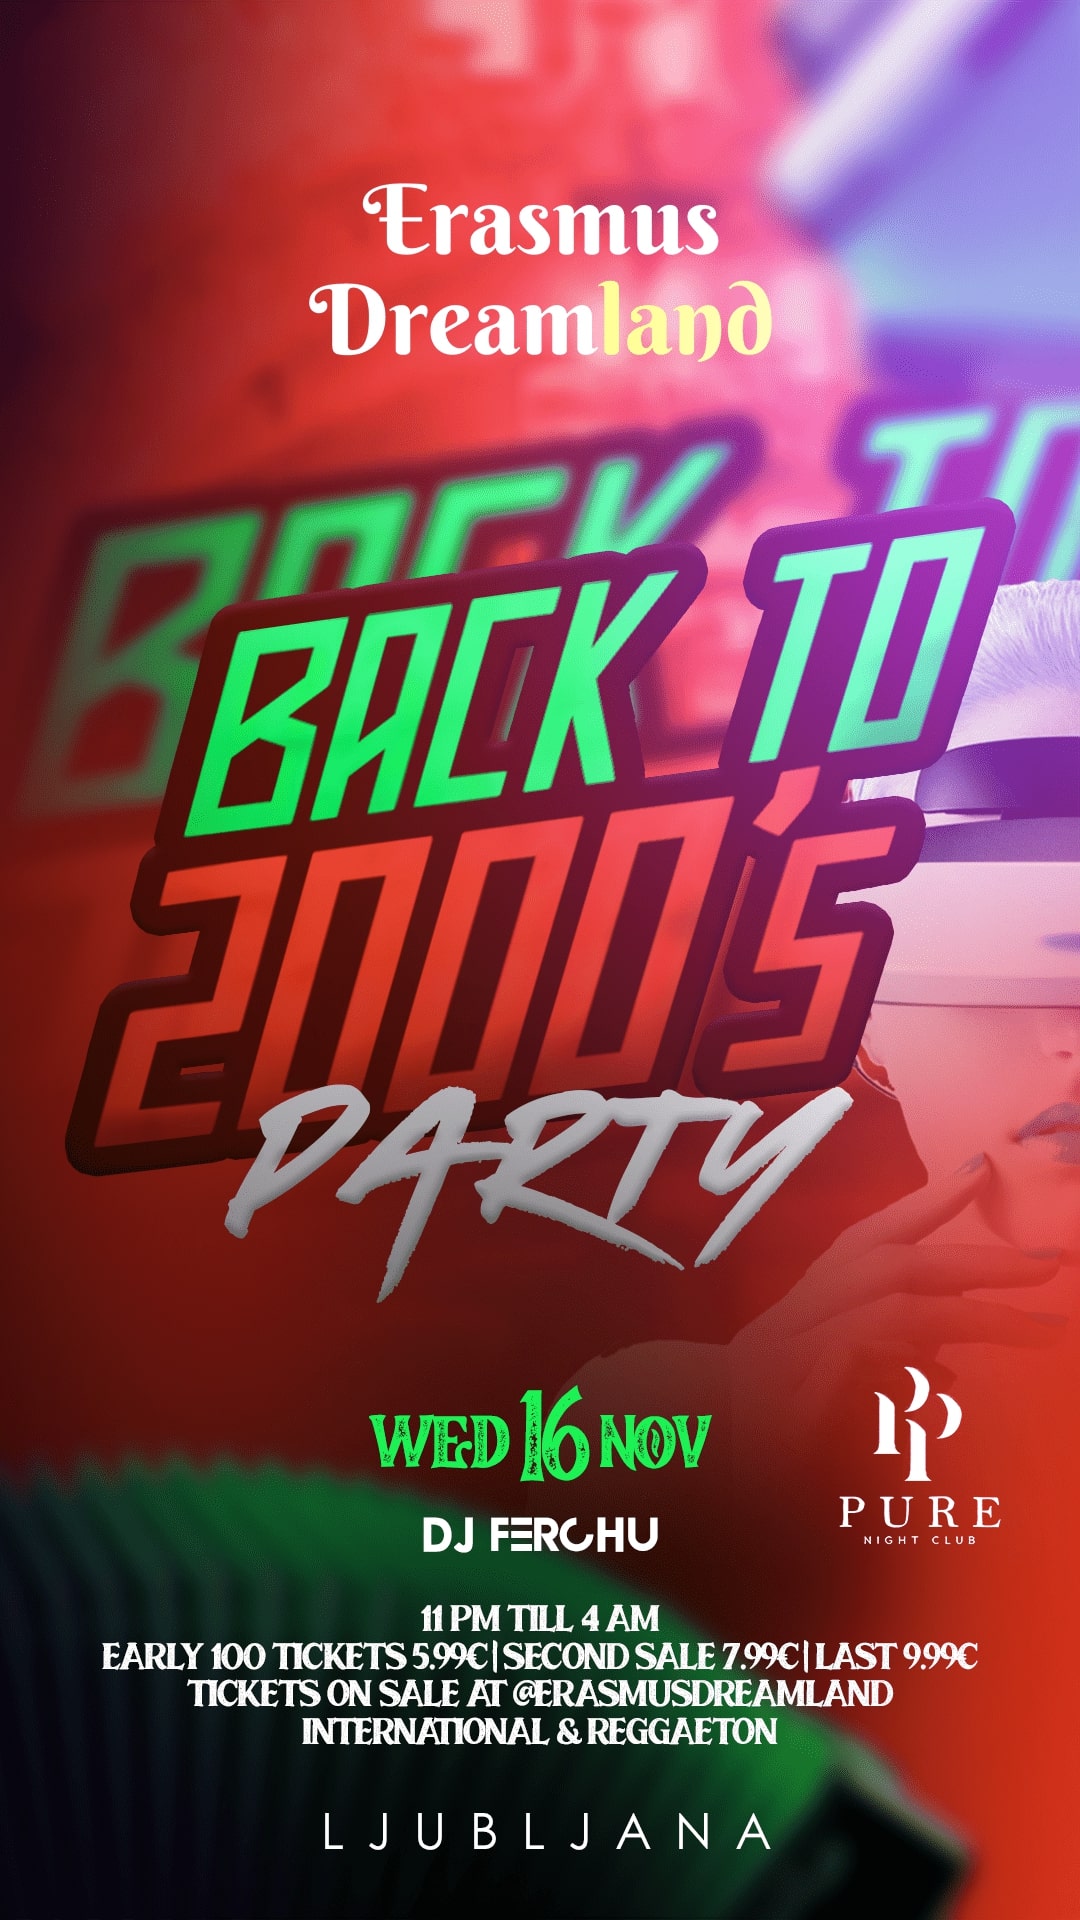 Erasmus
Dreamland
BACK TO
BACK TO
2000's
PARTY
WED 16 NOV
DJ FERCHU
PURE
NIGHT CLUB
11 PM TILL 4 AM
EARLY 100 TICKETS 5.99€ | SECOND SALE 7.99€ | LAST 9.99€
TICKETS ON SALE AT @ERASMUSDREAMLAND
INTERNATIONAL & REGGAETON
LJUBLJANA